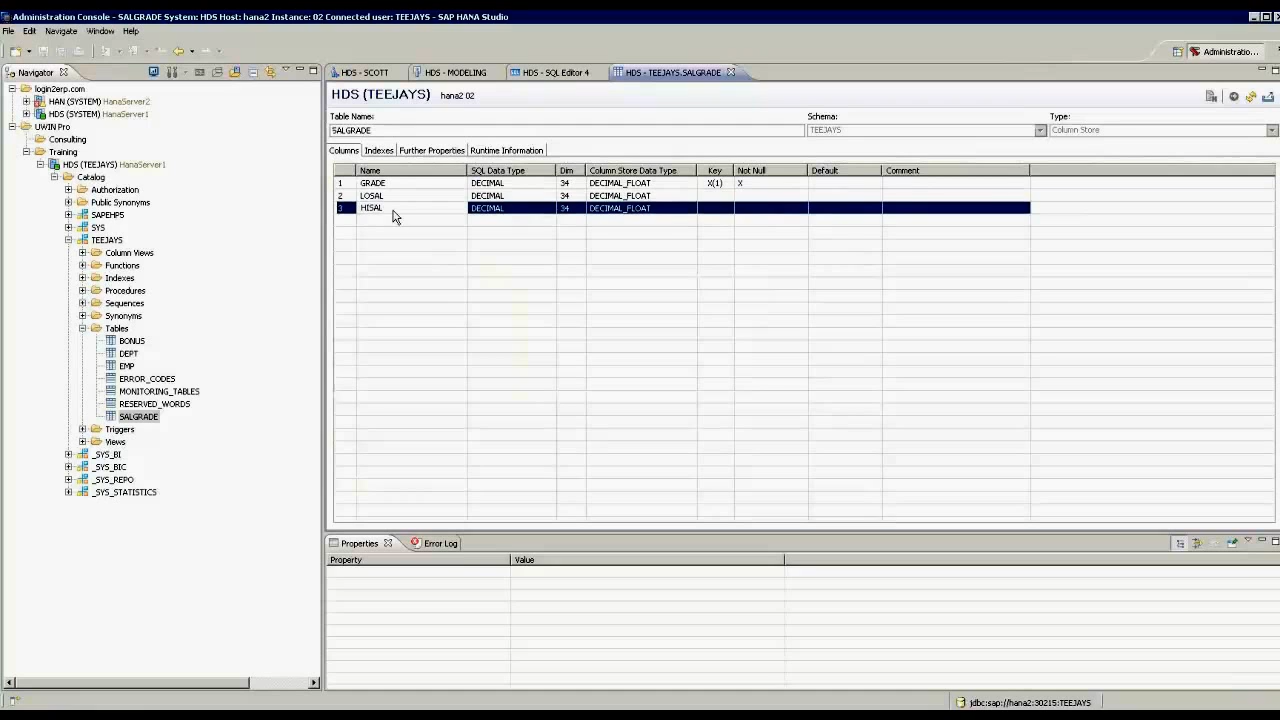 Administration Console - SALGRADE System: HDS Host: hana2 Instance: 02 Connected user: TEEJAYS - SAP HANA Studio
File Edit Navigate Window Help
Administratio...
Navigator
HDS - SCOTT
HDS - MODELING
HDS - SQL Editor 4
HDS - TEEJAYS.SALGRADE
login2erp.com
HAN (SYSTEM) HanaServer2
HDS (SYSTEM) HanaServer1
UWIN Pro
Consulting
Training
HDS (TEEJAYS) HanaServer1
Catalog
Authorization
Public Synonyms
SAPEHP5
SYS
TEEJAYS
Column Views
Functions
Indexes
Procedures
Sequences
Synonyms
Tables
BONUS
DEPT
EMP
ERROR_CODES
MONITORING_TABLES
RESERVED_WORDS
SALGRADE
Triggers
Views
_SYS_BI
_SYS_BIC
_SYS_REPO
_SYS_STATISTICS
HDS (TEEJAYS) hana2 02
Table Name: Schema: Type:
SALGRADE TEEJAYS Column Store
Columns Indexes Further Properties Runtime Information
Name SQL Data Type Dim Column Store Data Type Key Not Null Default Comment
1 GRADE DECIMAL 34 DECIMAL_FLOAT X(1) X
2 LOSAL DECIMAL 34 DECIMAL_FLOAT
3 HISAL DECIMAL 34 DECIMAL_FLOAT
Properties Error Log
Property Value
jdbc:sap://hana2:30215:TEEJAYS